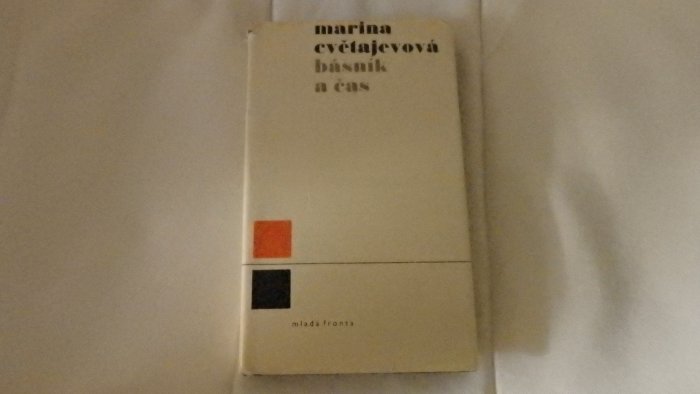 marina
cvětajevová
básník
a čas
mladá fronta